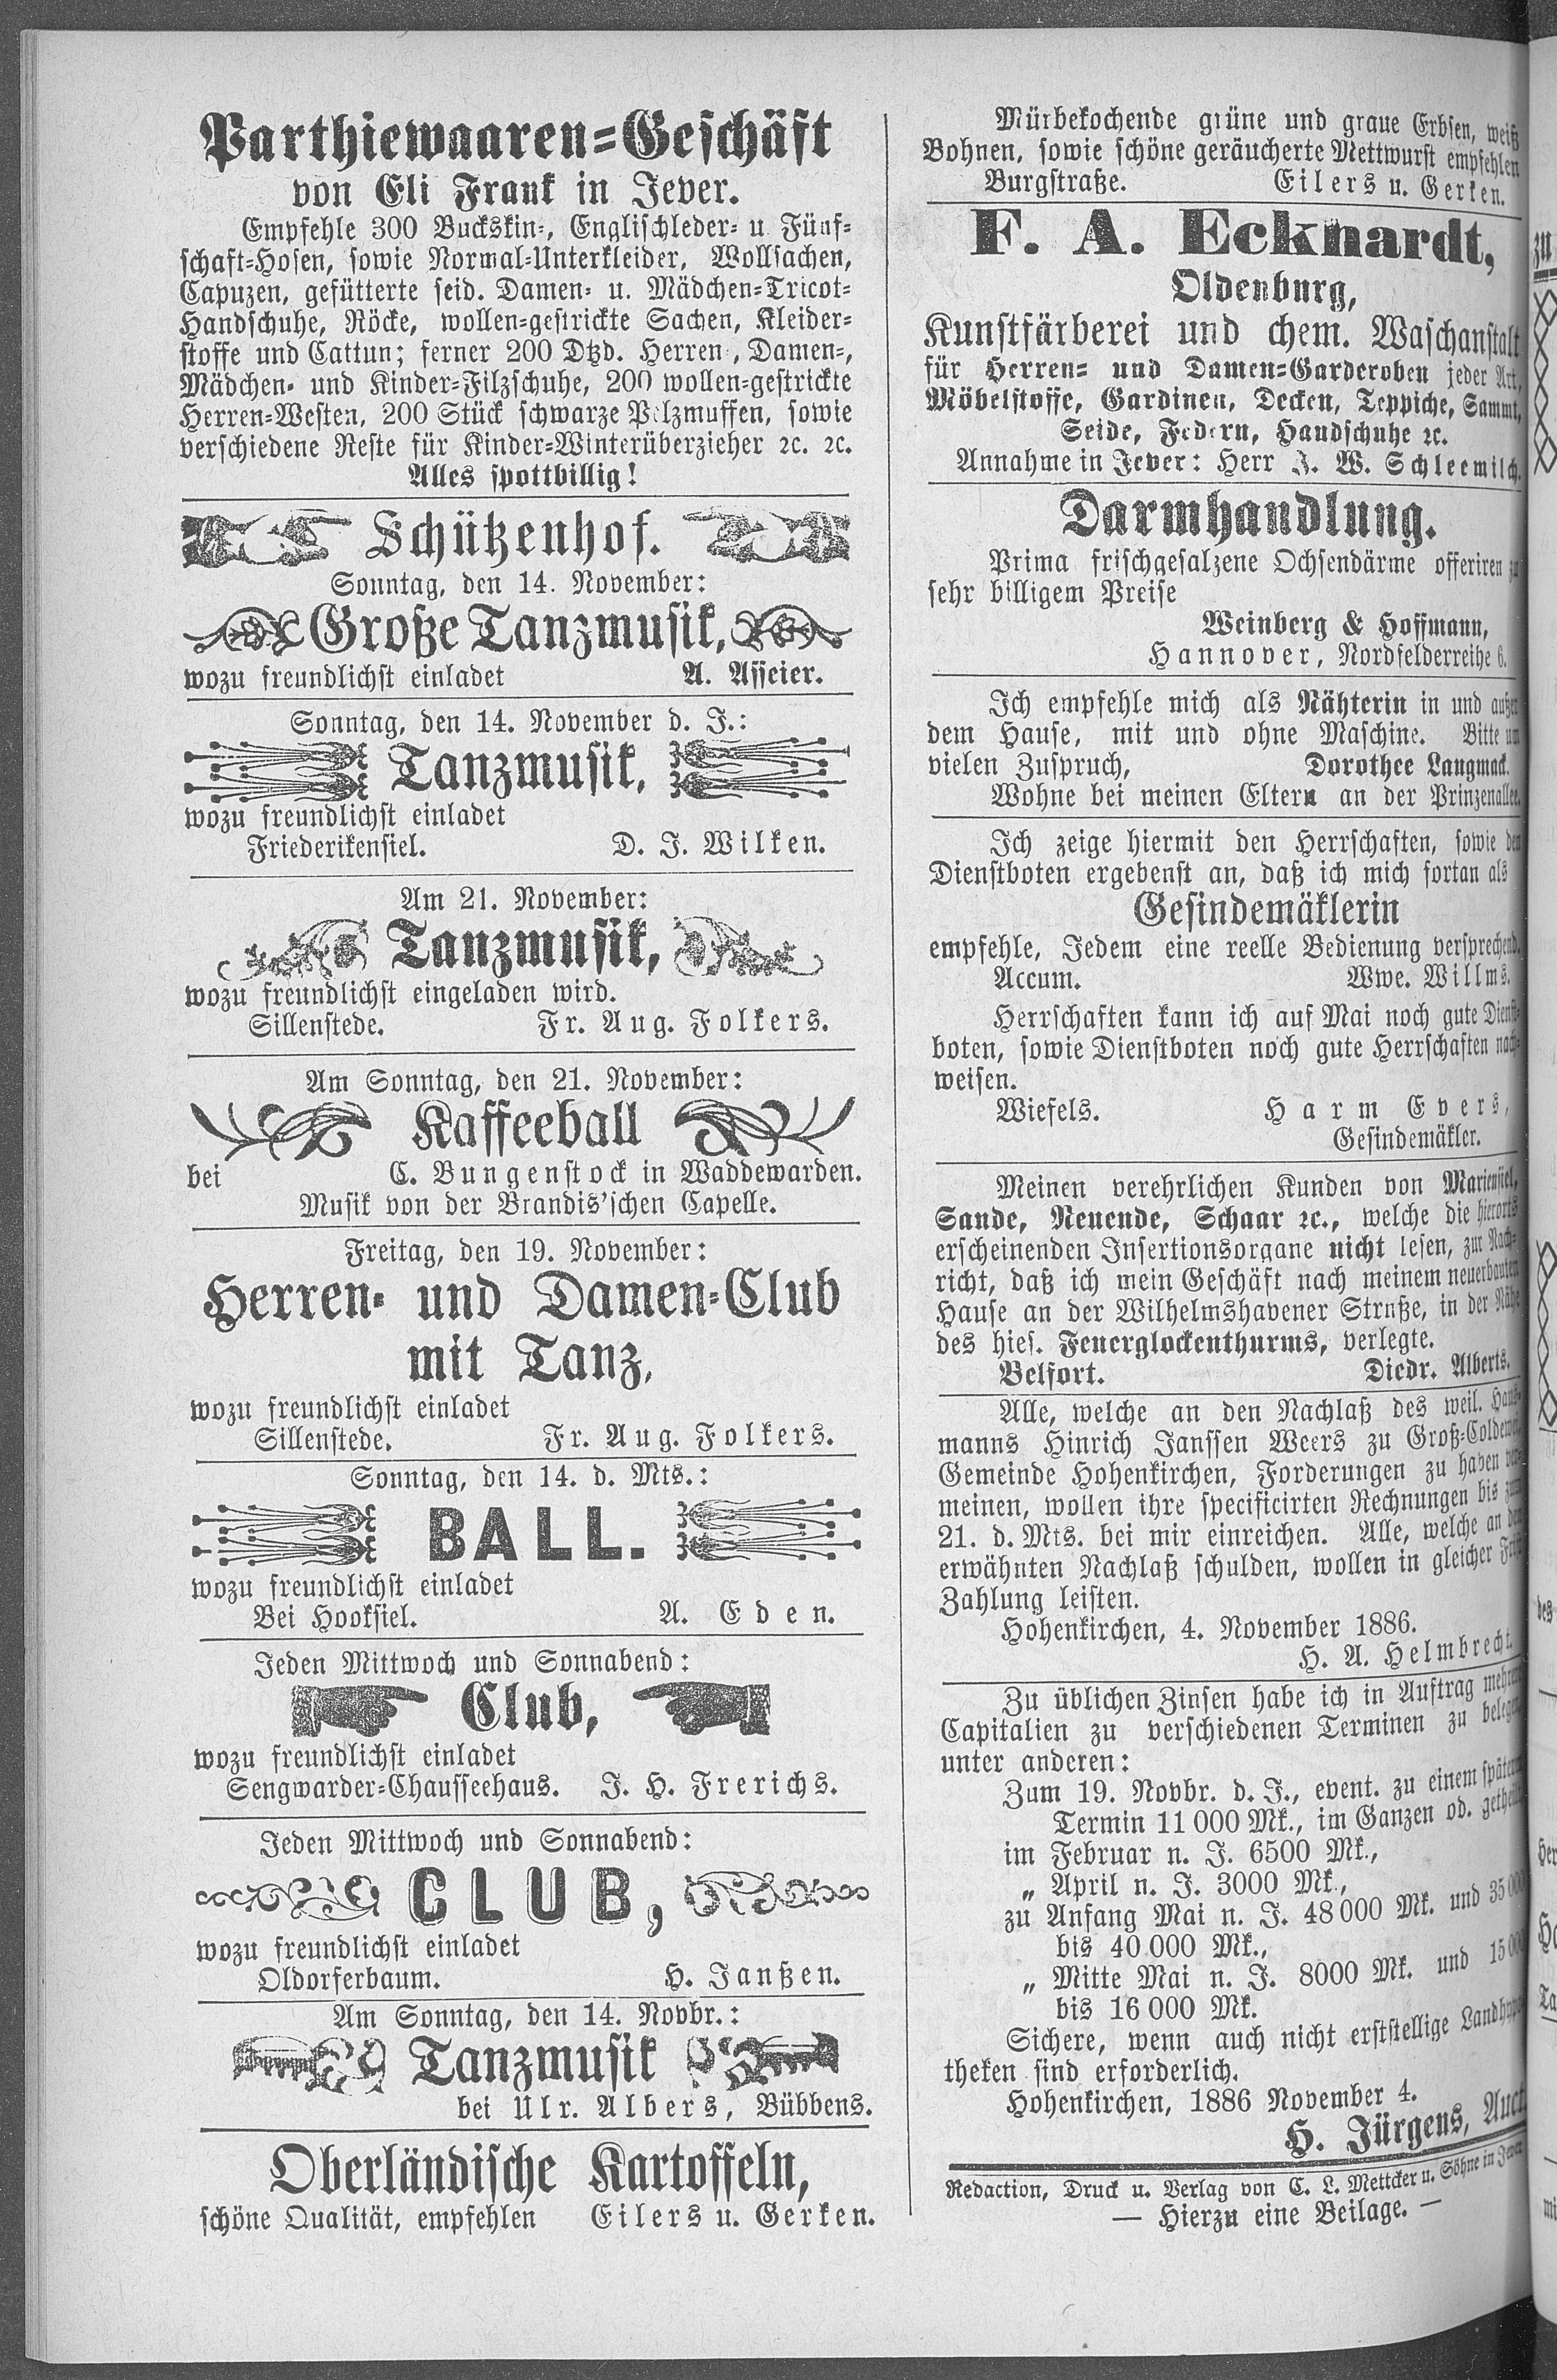 Parthiewaaren-Geschäft
von Eli Frank in Jever.
Empfehle 300 Buckskin-, Englischleder- u. Fünf-
schaft-Hosen, sowie Normal-Unterkleider, Wollsachen,
Capuzen, gefütterte seid. Damen- u. Mädchen-Tricot-
Handschuhe, Röcke, wollen-gestrickte Sachen, Kleider-
stoffe und Cattun; ferner 200 Dtzd. Herren-, Damen-,
Mädchen- und Kinder-Filzschuhe, 200 wollen-gestrickte
Herren-Westen, 200 Stück schwarze Pelzmuffen, sowie
verschiedene Reste für Kinder-Winterüberzieher ꝛc. ꝛc.
Alles spottbillig!
Schützenhof.
Sonntag, den 14. November:
Große Tanzmusik,
wozu freundlichst einladet A. Asseier.
Sonntag, den 14. November d. J.:
Tanzmusik,
wozu freundlichst einladet
Friederikensiel. D. J. Wilken.
Am 21. November:
Tanzmusik,
wozu freundlichst eingeladen wird.
Sillenstede. Fr. Aug. Folkers.
Am Sonntag, den 21. November:
Kaffeeball
bei C. Bungenstock in Waddewarden.
Musik von der Brandis'schen Capelle.
Freitag, den 19. November:
Herren- und Damen-Club
mit Tanz,
wozu freundlichst einladet
Sillenstede. Fr. Aug. Folkers.
Sonntag, den 14. d. Mts.:
BALL.
wozu freundlichst einladet
Bei Hooksiel. A. Eden.
Jeden Mittwoch und Sonnabend:
Club,
wozu freundlichst einladet
Sengwarder-Chausseehaus. J. H. Frerichs.
Jeden Mittwoch und Sonnabend:
CLUB,
wozu freundlichst einladet
Oldorferbaum. H. Janßen.
Am Sonntag, den 14. Novbr.:
Tanzmusik
bei Ulr. Albers, Bübbens.
Oberländische Kartoffeln,
schöne Qualität, empfehlen Eilers u. Gerken.
Mürbekochende grüne und graue Erbsen, weiß
Bohnen, sowie schöne geräucherte Mettwurst empfehlen
Burgstraße. Eilers u. Gerken.
F. A. Eckhardt,
Oldenburg,
Kunstfärberei und chem. Waschanstalt
für Herren- und Damen-Garderoben jeder Art,
Möbelstoffe, Gardinen, Decken, Teppiche, Sammt,
Seide, Federn, Handschuhe ꝛc.
Annahme in Jever: Herr J. W. Schleemilch.
Darmhandlung.
Prima frischgesalzene Ochsendärme offeriren zu
sehr billigem Preise
Weinberg & Hoffmann,
Hannover, Nordfelderreihe 6.
Ich empfehle mich als Nähterin in und außer
dem Hause, mit und ohne Maschine. Bitte um
vielen Zuspruch, Dorothee Langmack.
Wohne bei meinen Eltern an der Prinzenallee.
Ich zeige hiermit den Herrschaften, sowie den
Dienstboten ergebenst an, daß ich mich fortan als
Gesindemäklerin
empfehle, Jedem eine reelle Bedienung versprechend.
Accum. Wwe. Willms.
Herrschaften kann ich auf Mai noch gute Dienst-
boten, sowie Dienstboten noch gute Herrschaften nach-
weisen.
Wiefels. Harm Evers,
Gesindemäkler.
Meinen verehrlichen Kunden von Mariensiel,
Sande, Neuende, Schaar ꝛc., welche die hierorts
erscheinenden Insertionsorgane nicht lesen, zur Nach-
richt, daß ich mein Geschäft nach meinem neuerbauten
Hause an der Wilhelmshavener Strnße, in der Nähe
des hies. Feuerglockenthurms, verlegte.
Belfort. Diedr. Alberts.
Alle, welche an den Nachlaß des weil. Haus-
manns Hinrich Janssen Weers zu Groß-Coldewei,
Gemeinde Hohenkirchen, Forderungen zu haben ver-
meinen, wollen ihre specificirten Rechnungen bis zum
21. d. Mts. bei mir einreichen. Alle, welche an den
erwähnten Nachlaß schulden, wollen in gleicher Frist
Zahlung leisten.
Hohenkirchen, 4. November 1886.
H. A. Helmbrecht.
Zu üblichen Zinsen habe ich in Auftrag mehrere
Capitalien zu verschiedenen Terminen zu belegen,
unter anderen:
Zum 19. Novbr. d. J., event. zu einem späteren
Termin 11 000 Mk., im Ganzen od. getheilt,
im Februar n. J. 6500 Mk.,
„ April n. J. 3000 Mk.,
zu Anfang Mai n. J. 48 000 Mk. und 35 000
bis 40 000 Mk.,
„ Mitte Mai n. J. 8000 Mk. und 15 000
bis 16 000 Mk.
Sichere, wenn auch nicht erststellige Landhypo-
theken sind erforderlich.
Hohenkirchen, 1886 November 4.
H. Jürgens, Auct.
Redaction, Druck u. Verlag von C. L. Mettcker u. Söhne in Jever
— Hierzu eine Beilage. —